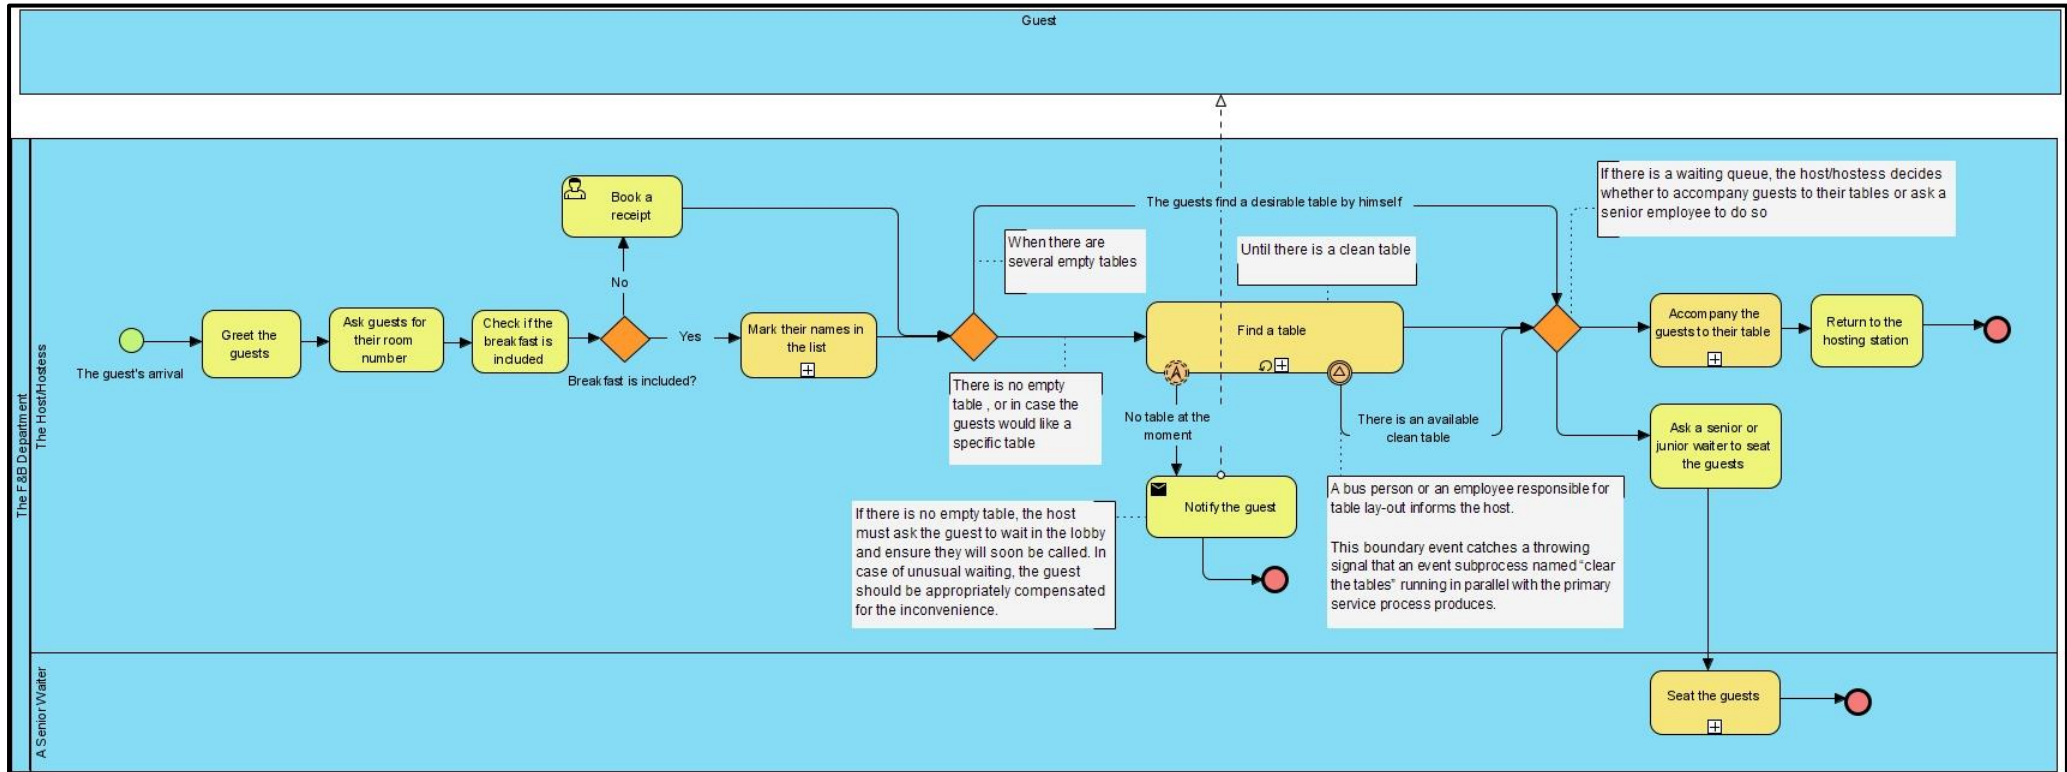 Guest
The F&B Department
The Host/Hostess
The guest's arrival
Greet the
guests
Ask guests for
their room
number
Check if the
breakfast is
included
Breakfast is included?
No
Book a
receipt
Yes
Mark their names in
the list
When there are
several empty tables
The guests find a desirable table by himself
There is no empty
table , or in case the
guests would like a
specific table
Until there is a clean table
Find a table
A
No table at the
moment
There is an available
clean table
Notify the guest
If there is no empty table, the host
must ask the guest to wait in the lobby
and ensure they will soon be called. In
case of unusual waiting, the guest
should be appropriately compensated
for the inconvenience.
A bus person or an employee responsible for
table lay-out informs the host.
This boundary event catches a throwing
signal that an event subprocess named “clear
the tables” running in parallel with the primary
service process produces.
If there is a waiting queue, the host/hostess decides
whether to accompany guests to their tables or ask a
senior employee to do so
Accompany the
guests to their table
Return to the
hosting station
Ask a senior or
junior waiter to seat
the guests
A Senior Waiter
Seat the guests